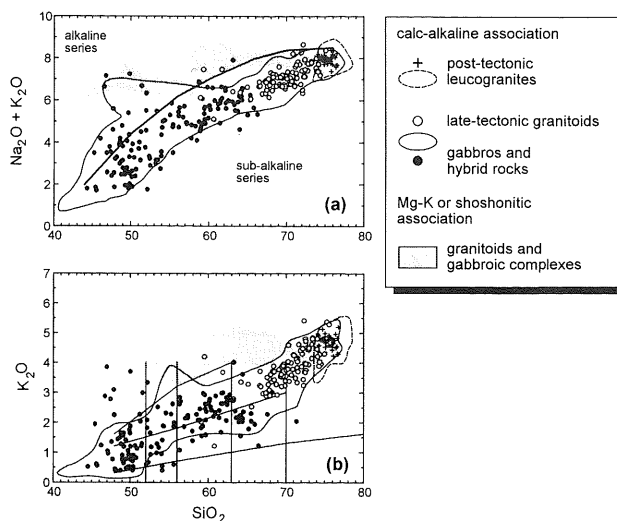 alkaline
series
10
8
6
4
2
0
Na2O + K2O
sub-alkaline
series
(a)
40
50
60
70
80
7
6
5
4
3
2
1
0
K2O
(b)
40
50
60
70
80
SiO2
calc-alkaline association
post-tectonic
leucogranites
late-tectonic granitoids
gabbros and
hybrid rocks
Mg-K or shoshonitic
association
granitoids and
gabbroic complexes